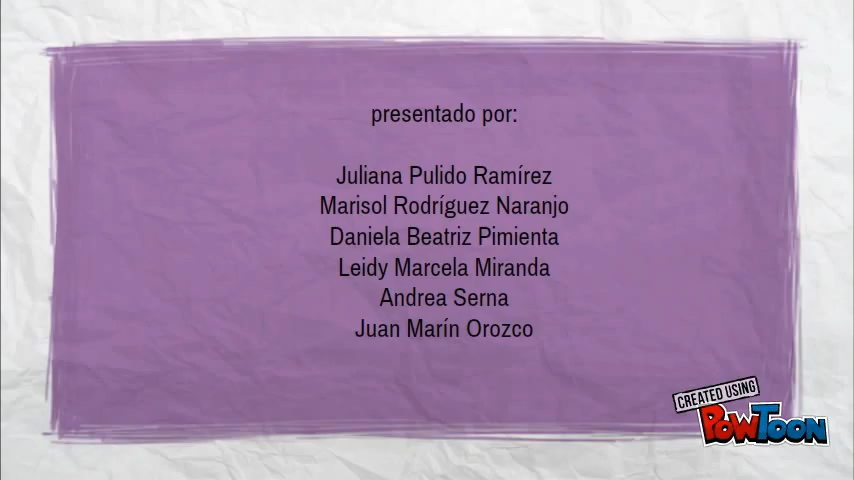 presentado por:
Juliana Pulido Ramírez
Marisol Rodríguez Naranjo
Daniela Beatriz Pimienta
Leidy Marcela Miranda
Andrea Serna
Juan Marín Orozco
CREATED USING
POWTOON